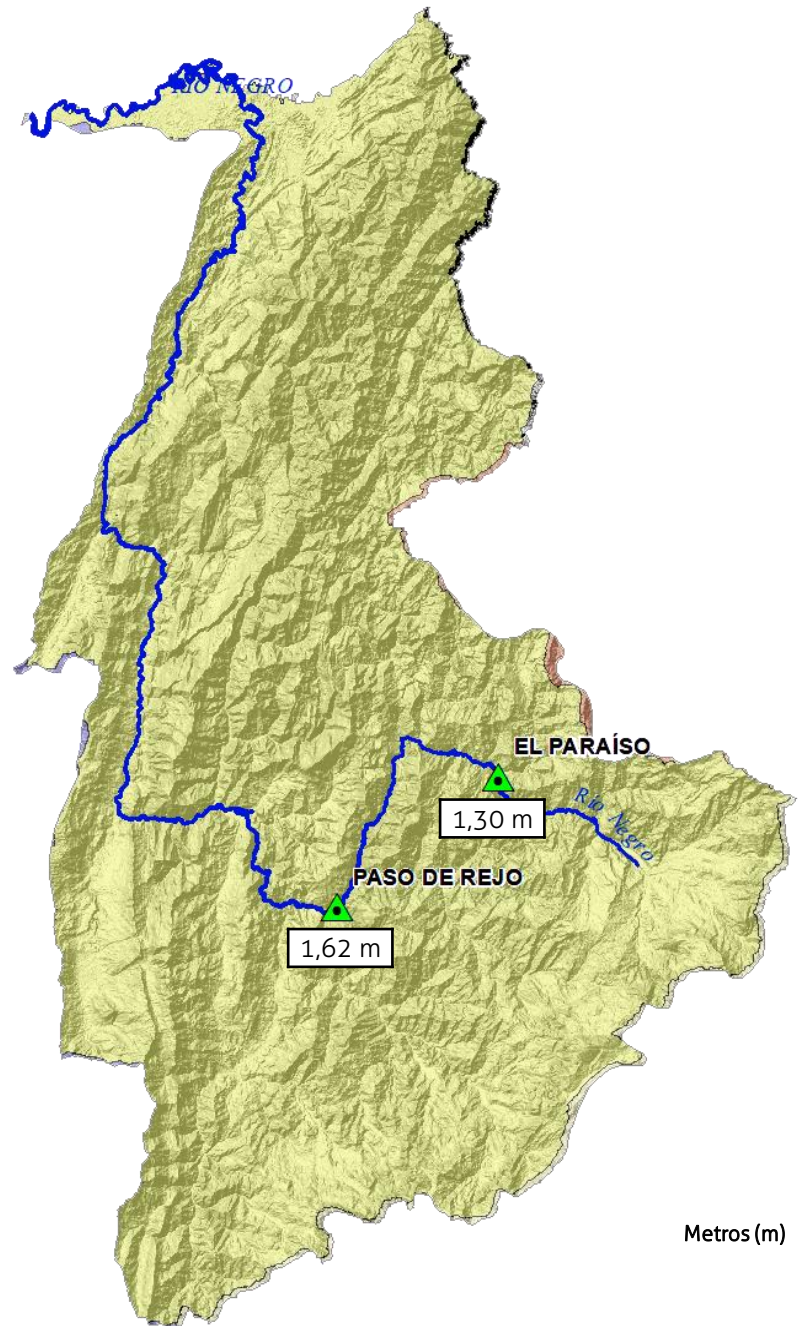 RÍO NEGRO
EL PARAÍSO
1,30 m
Río Negro
PASO DE REJO
1,62 m
Metros (m)